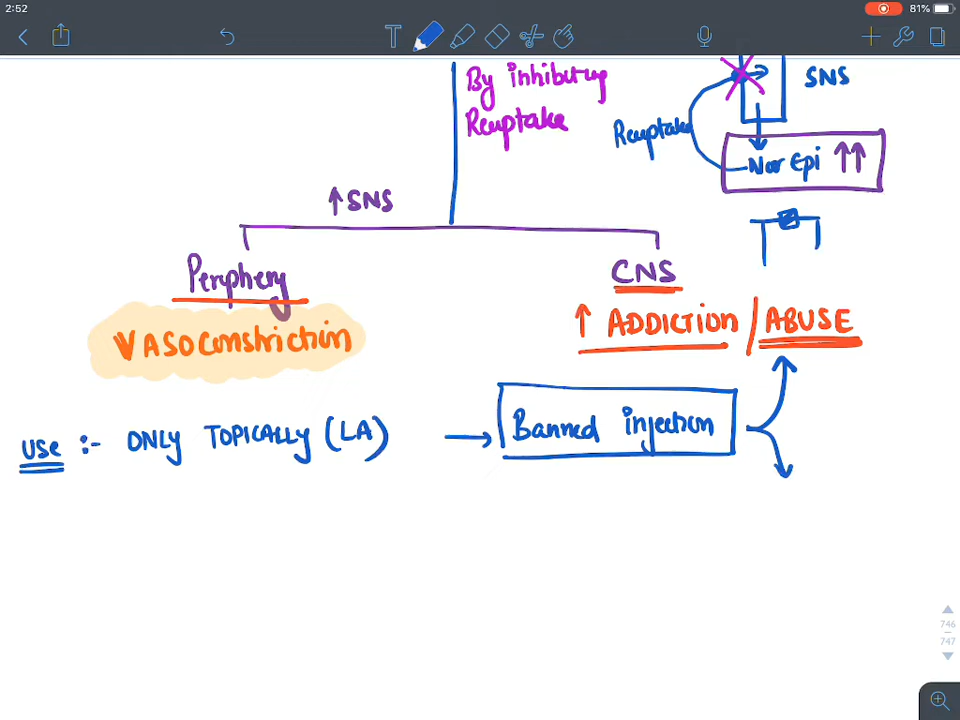 2:52
81%
T
By inhibiting
Reuptake
SNS
Reuptake
Nor Epi ↑↑
↑SNS
Periphery
CNS
VASOConstriction
↑ ADDICTION / ABUSE
USe :- ONLY TOPICALLY (LA) → Banned injection
746
747